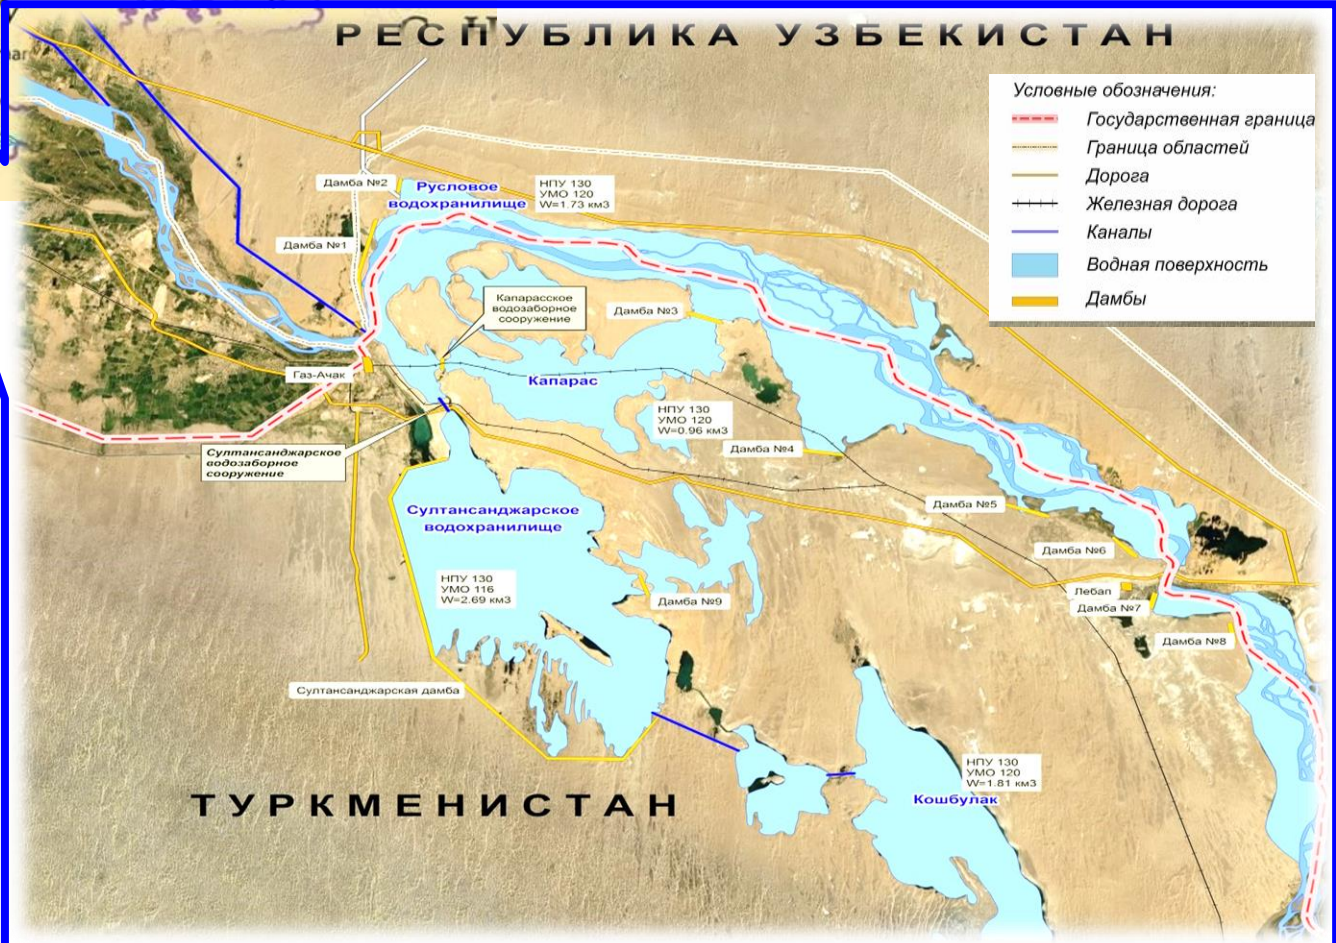 РЕСПУБЛИКА УЗБЕКИСТАН
Условные обозначения:
Государственная граница
Граница областей
Дорога
Железная дорога
Каналы
Водная поверхность
Дамбы
Дамба №2
Русловое
водохранилище
НПУ 130
УМО 120
W=1.73 км3
Дамба №1
Капарасское
водозаборное
сооружение
Дамба №3
Газ-Ачак
Капарас
НПУ 130
УМО 120
W=0.96 км3
Султансанджарское
водозаборное
сооружение
Дамба №4
Султансанджарское
водохранилище
Дамба №5
Дамба №6
НПУ 130
УМО 116
W=2.69 км3
Лебап
Дамба №7
Дамба №9
Дамба №8
Султансанджарская дамба
НПУ 130
УМО 120
W=1.81 км3
Кошбулак
ТУРКМЕНИСТАН